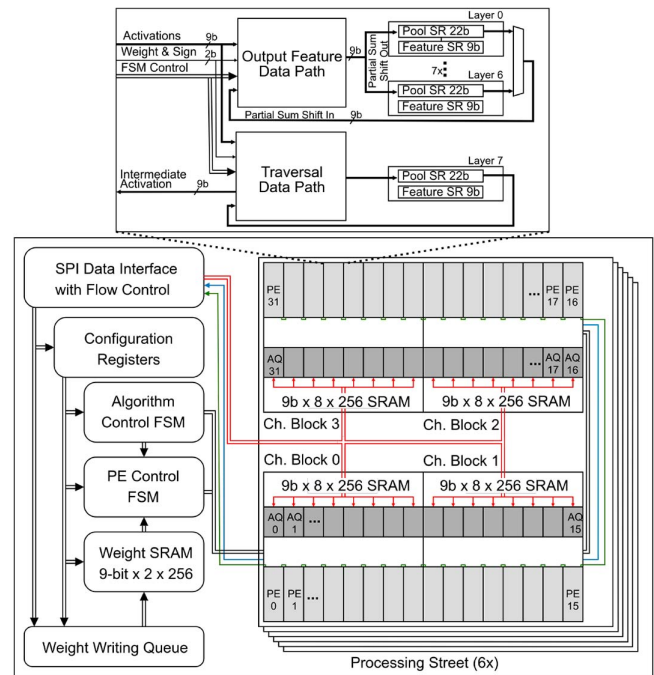 Activations
9b
Weight & Sign
2b
FSM Control
Output Feature
Data Path
9b
Partial Sum
Shift Out
Layer 0
Pool SR 22b
Feature SR 9b
7x
Layer 6
Pool SR 22b
Feature SR 9b
Partial Sum Shift In
9b
Intermediate
Activation
9b
Traversal
Data Path
Layer 7
Pool SR 22b
Feature SR 9b
SPI Data Interface
with Flow Control
Configuration
Registers
Algorithm
Control FSM
PE Control
FSM
Weight SRAM
9-bit x 2 x 256
Weight Writing Queue
PE
31
...
PE
17
PE
16
AQ
31
...
AQ
17
AQ
16
9b x 8 x 256 SRAM
9b x 8 x 256 SRAM
Ch. Block 3
Ch. Block 2
Ch. Block 0
Ch. Block 1
9b x 8 x 256 SRAM
9b x 8 x 256 SRAM
AQ
0
AQ
1
...
AQ
15
PE
0
PE
1
...
PE
15
Processing Street (6x)